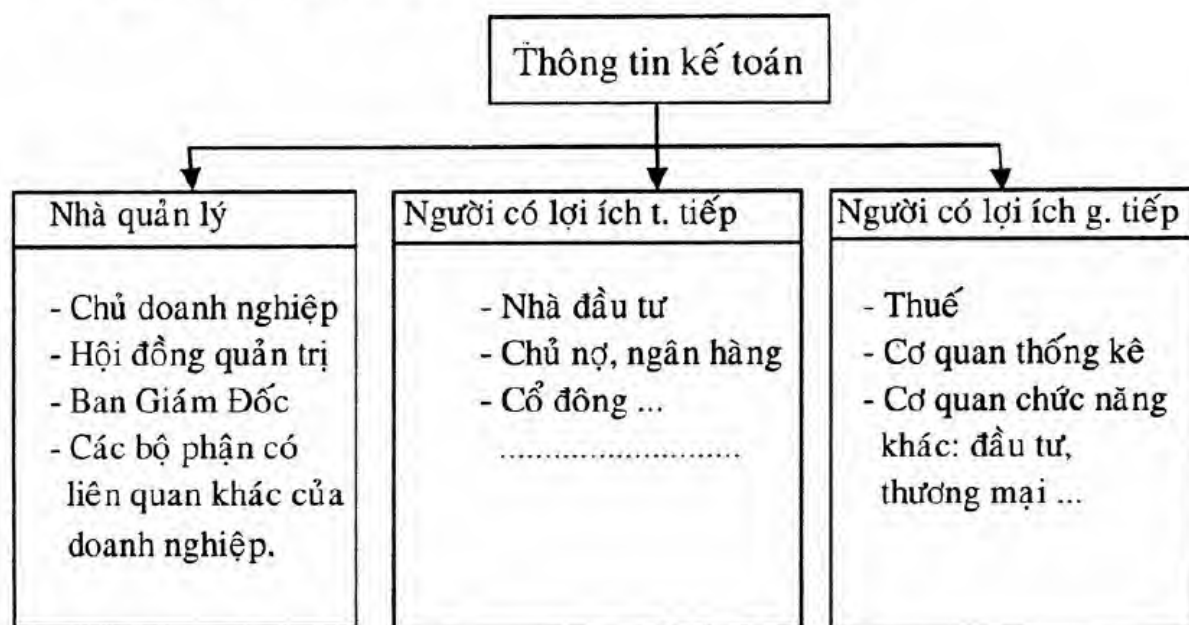 Thông tin kế toán
Nhà quản lý
- Chủ doanh nghiệp
- Hội đồng quản trị
- Ban Giám Đốc
- Các bộ phận có
liên quan khác của
doanh nghiệp.
Người có lợi ích t. tiếp
- Nhà đầu tư
- Chủ nợ, ngân hàng
- Cổ đông ...
..........................
Người có lợi ích g. tiếp
- Thuế
- Cơ quan thống kê
- Cơ quan chức năng
khác: đầu tư,
thương mại ...